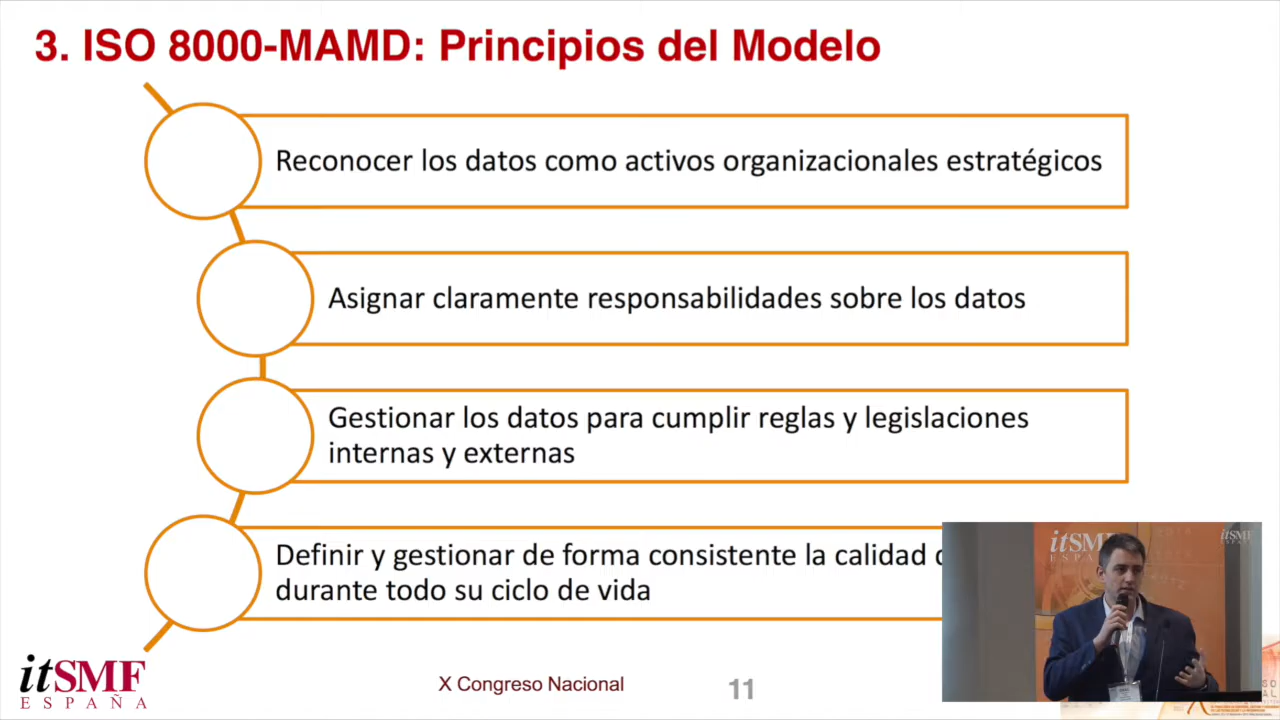 3. ISO 8000-MAMD: Principios del Modelo
Reconocer los datos como activos organizacionales estratégicos
Asignar claramente responsabilidades sobre los datos
Gestionar los datos para cumplir reglas y legislaciones
internas y externas
Definir y gestionar de forma consistente la calidad
durante todo su ciclo de vida
itSMF
ESPAÑA
X Congreso Nacional
11
itSMF